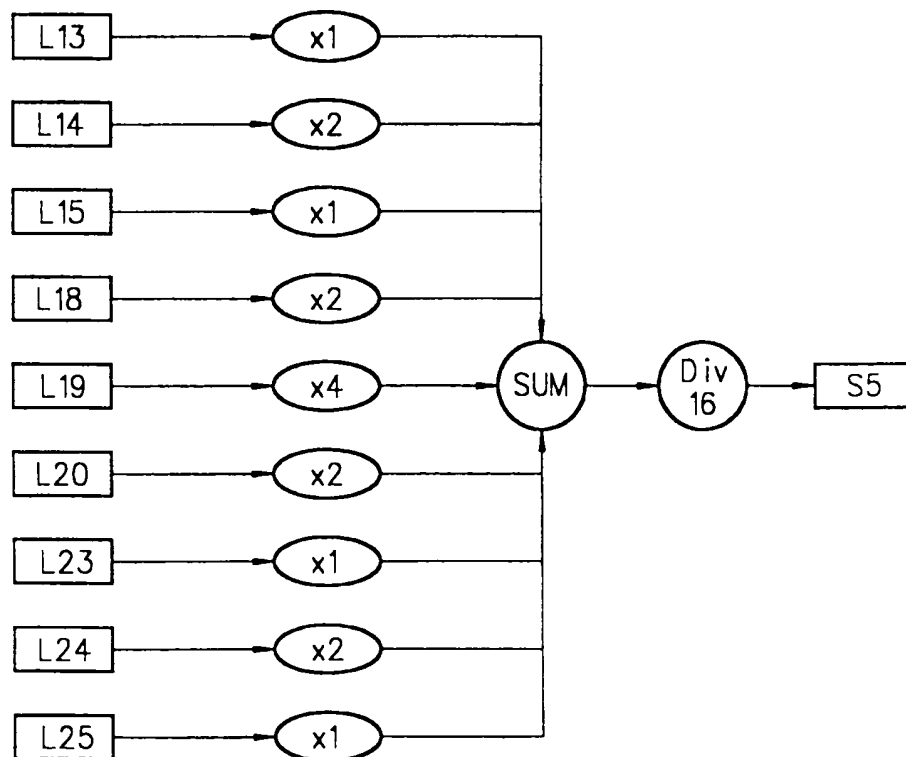 L13 x1
L14 x2
L15 x1
L18 x2
L19 x4 SUM Div 16 S5
L20 x2
L23 x1
L24 x2
L25 x1